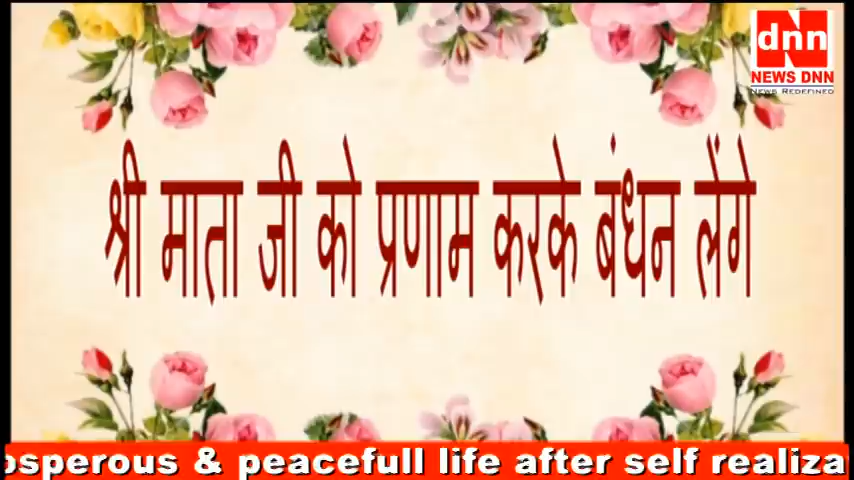 dnn
NEWS DNN
NEWS REDEFINED
श्री माता जी को प्रणाम करके बंधन लेंगे
osperous & peacefull life after self realiza